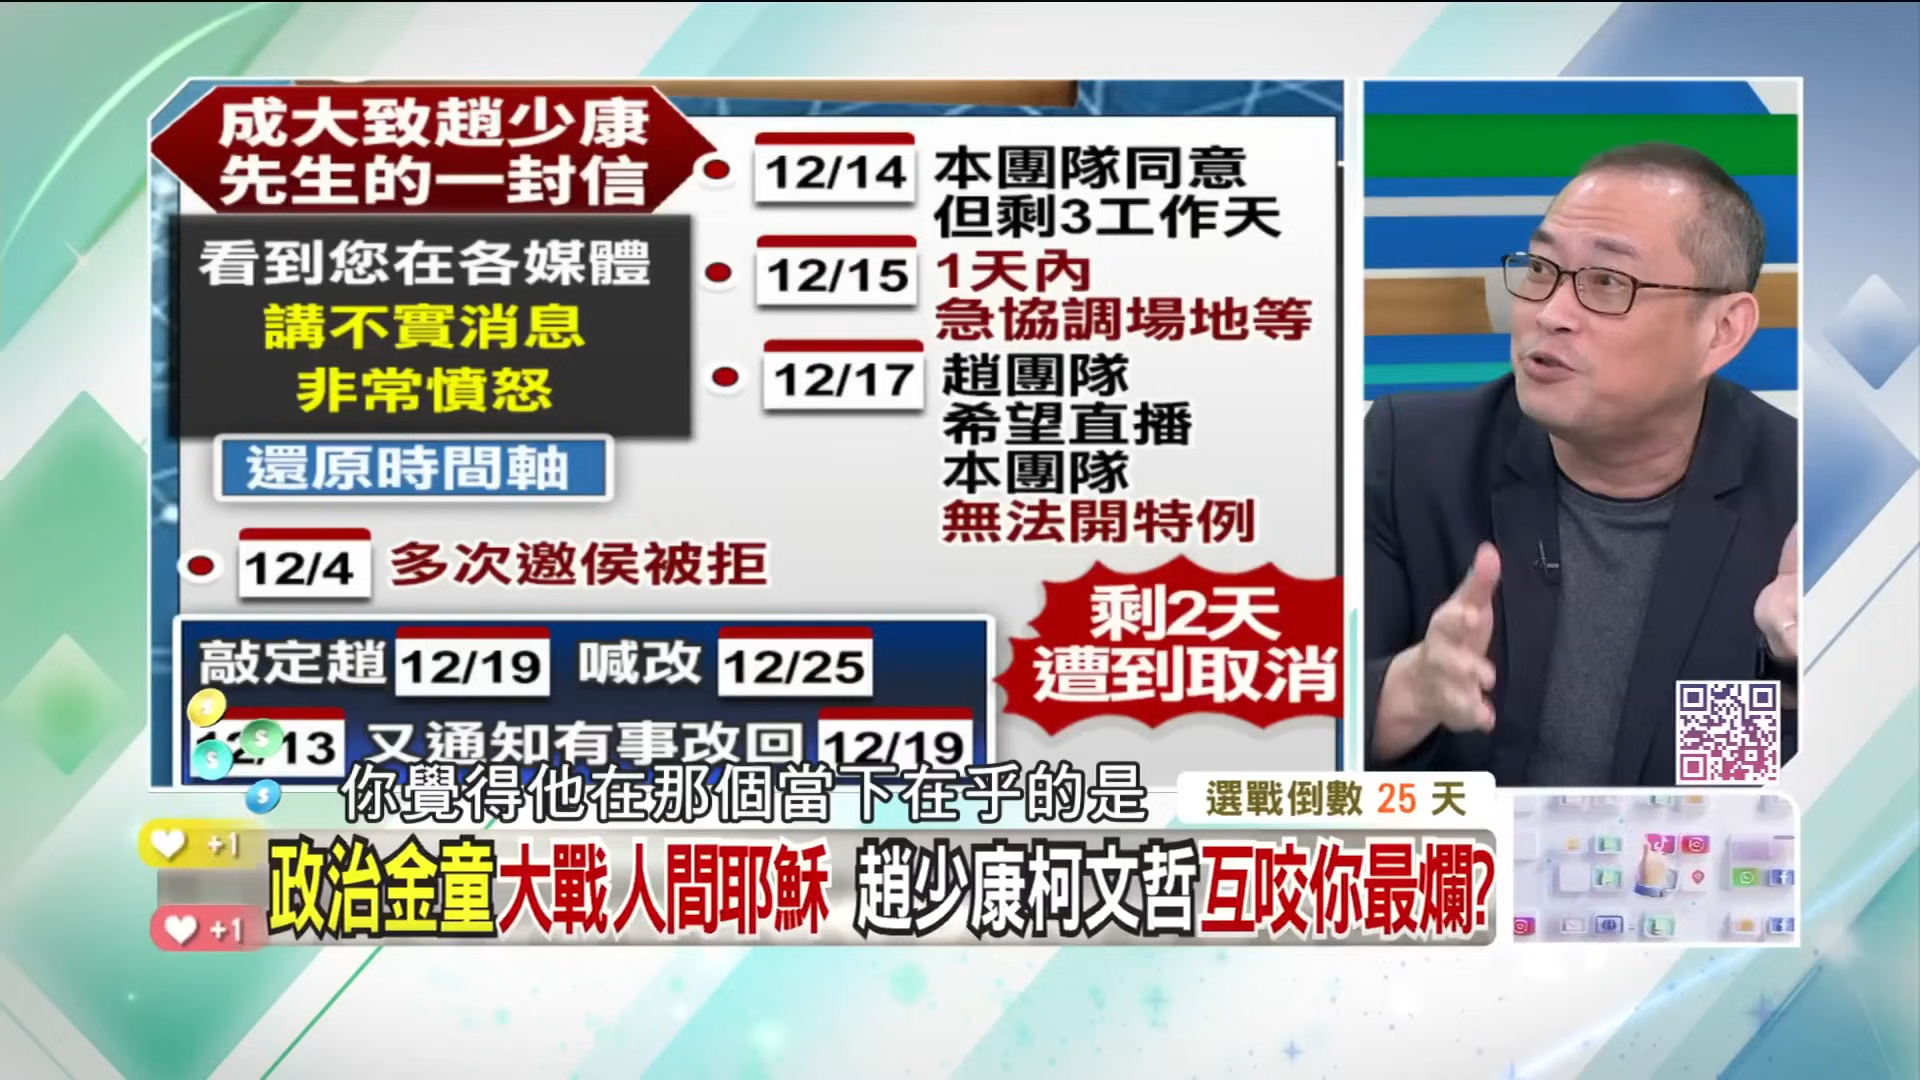 成大致趙少康
先生的一封信
看到您在各媒體
講不實消息
非常憤怒
還原時間軸
12/4 多次邀侯被拒
敲定趙 12/19 喊改 12/25
12/13 又通知有事改回 12/19
12/14 本團隊同意
但剩3工作天
12/15 1天內
急協調場地等
12/17 趙團隊
希望直播
本團隊
無法開特例
剩2天
遭到取消
你覺得他在那個當下在乎的是
選戰倒數 25 天
+1
+1
政治金童大戰人間耶穌 趙少康柯文哲互咬你最爛?